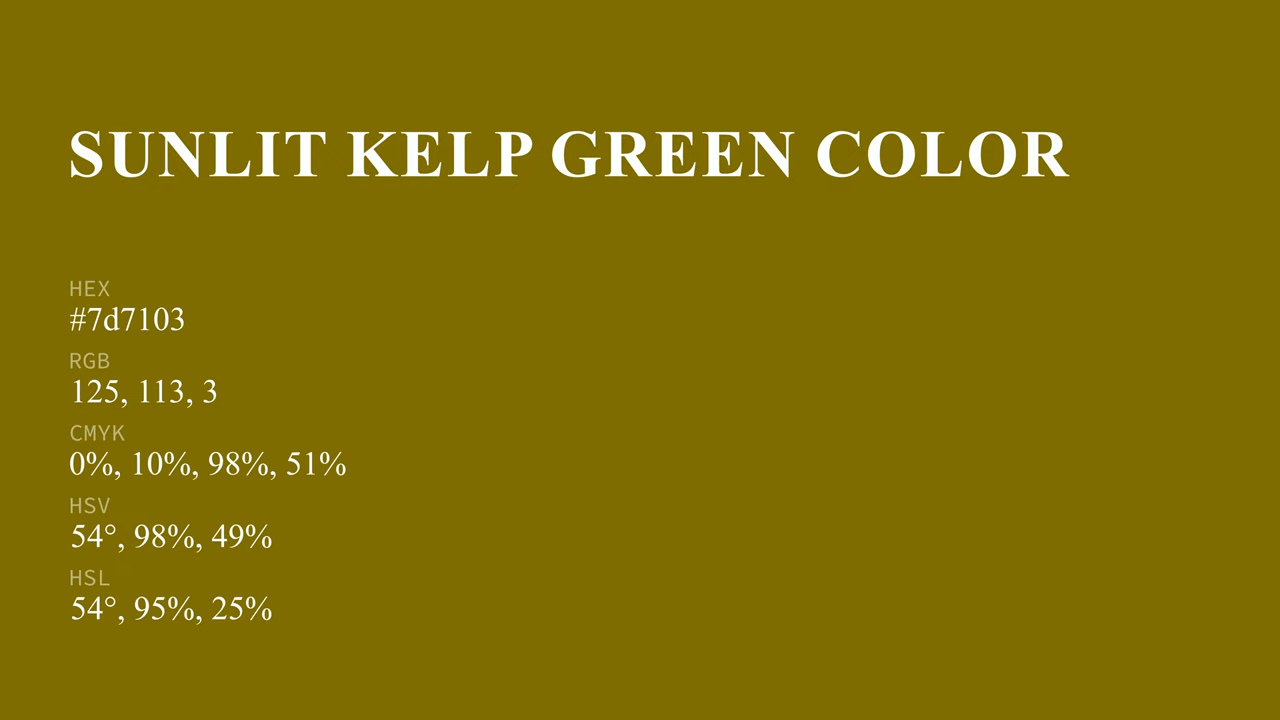 SUNLIT KELP GREEN COLOR
HEX
#7d7103
RGB
125, 113, 3
CMYK
0%, 10%, 98%, 51%
HSV
54°, 98%, 49%
HSL
54°, 95%, 25%